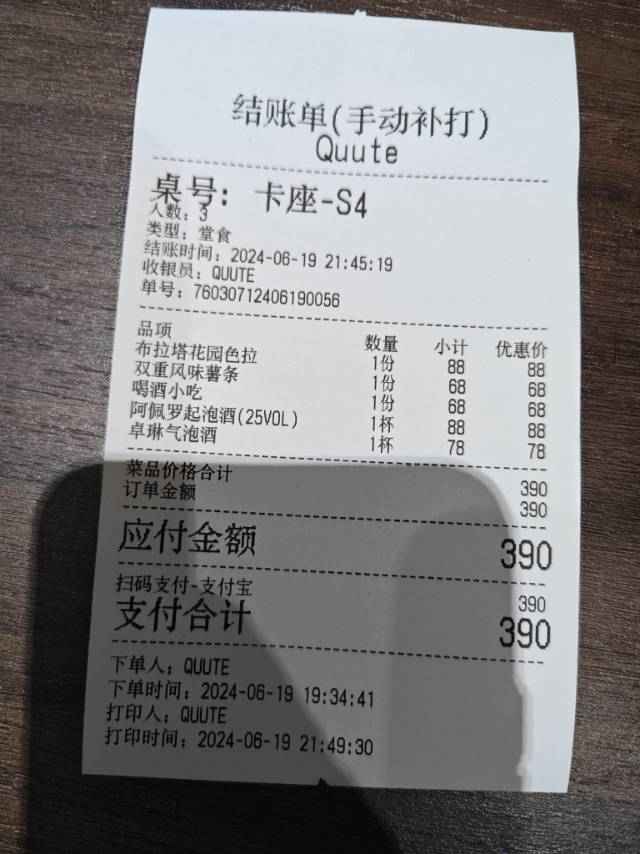 结账单(手动补打)
Quute
桌号: 卡座-S4
人数: 3
类型: 堂食
结账时间: 2024-06-19 21:45:19
收银员: QUUTE
单号: 76030712406190056
品项 数量 小计 优惠价
布拉塔花园色拉 1份 88 88
双重风味薯条 1份 68 68
喝酒小吃 1份 68 68
阿佩罗起泡酒(25VOL) 1杯 88 88
卓琳气泡酒 1杯 78 78
菜品价格合计 390
订单金额 390
应付金额 390
扫码支付-支付宝 390
支付合计 390
下单人: QUUTE
下单时间: 2024-06-19 19:34:41
打印人: QUUTE
打印时间: 2024-06-19 21:49:30